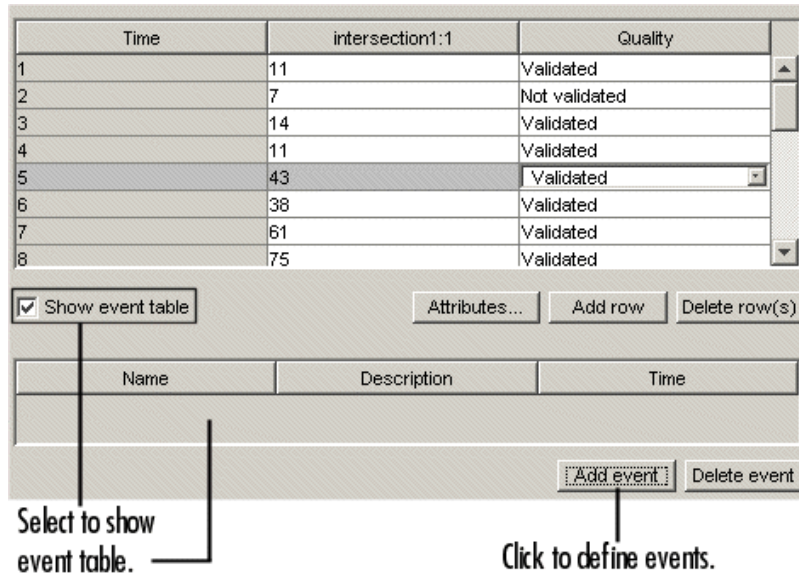 Time intersection1:1 Quality
1 11 Validated
2 7 Not validated
3 14 Validated
4 11 Validated
5 43 Validated
6 38 Validated
7 61 Validated
8 75 Validated
Show event table Attributes... Add row Delete row(s)
Name Description Time
Add event Delete event
Select to show
event table. Click to define events.